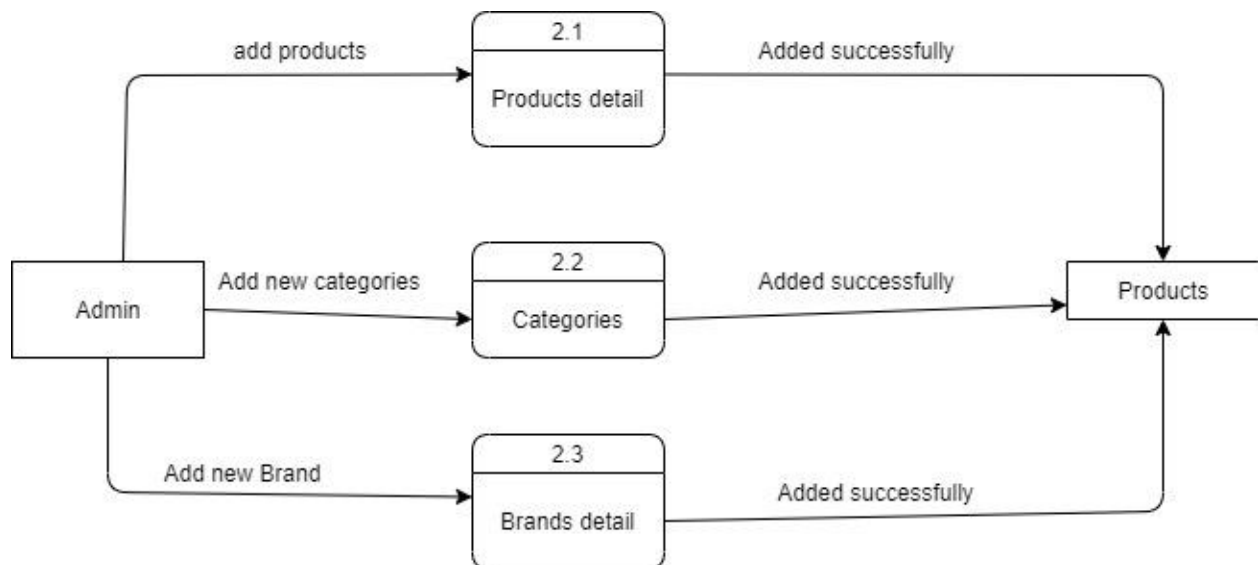 2.1
add products
Added successfully
Products detail
2.2
Add new categories
Added successfully
Products
Admin
Categories
2.3
Add new Brand
Added successfully
Brands detail